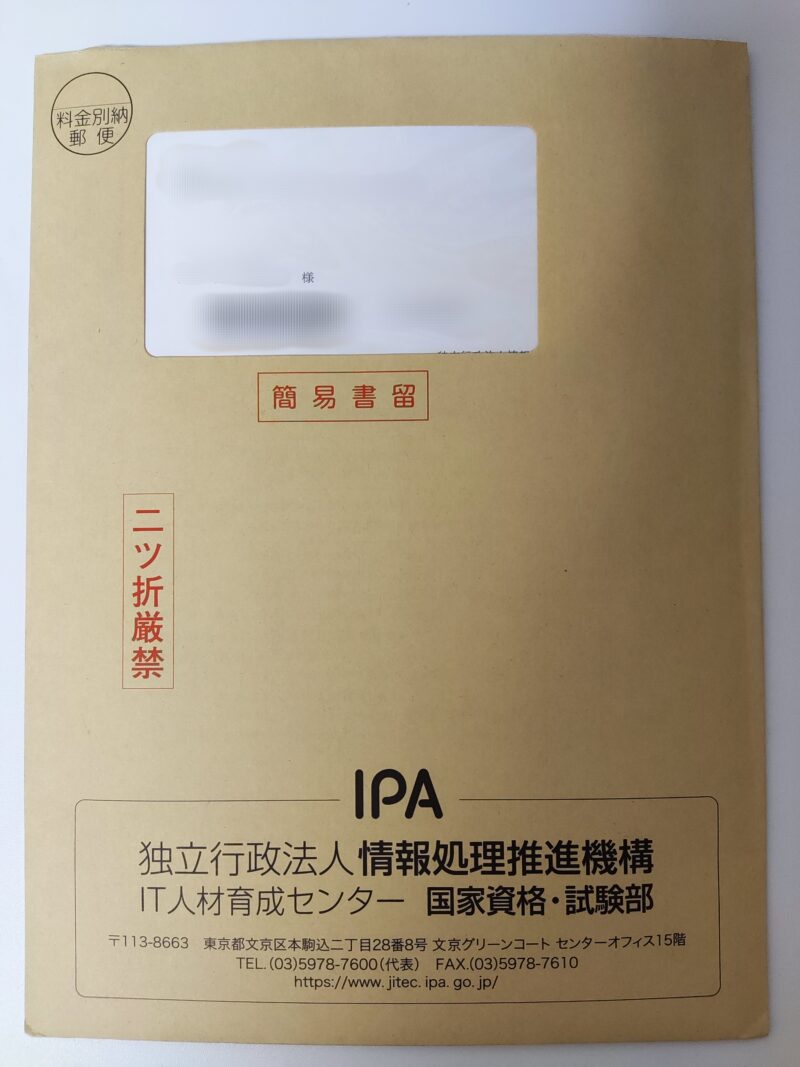 料金別納
郵便
様
簡易書留
二ツ折厳禁
IPA
独立行政法人情報処理推進機構
IT人材育成センター 国家資格・試験部
〒113-8663 東京都文京区本駒込二丁目28番8号 文京グリーンコート センターオフィス15階
TEL.(03)5978-7600(代表) FAX.(03)5978-7610
https://www.jitec.ipa.go.jp/